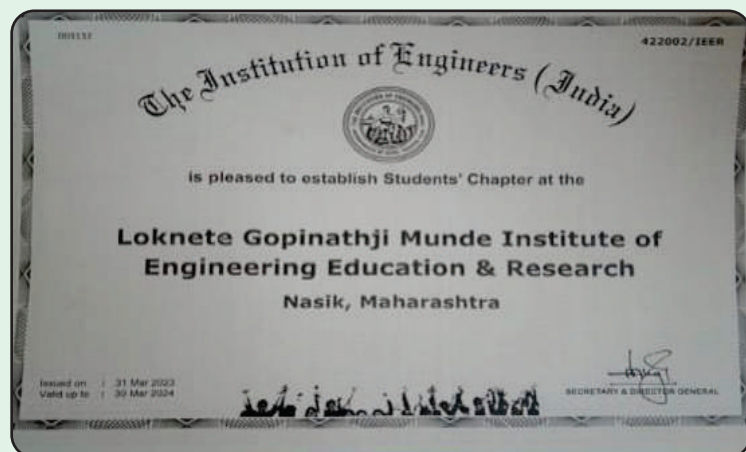 422002/IEER
The Institution of Engineers (India)
is pleased to establish Students' Chapter at the
Loknete Gopinathji Munde Institute of
Engineering Education & Research
Nasik, Maharashtra
Issued on : 31 Mar 2023
Valid up to : 30 Mar 2024
SECRETARY & DIRECTOR GENERAL